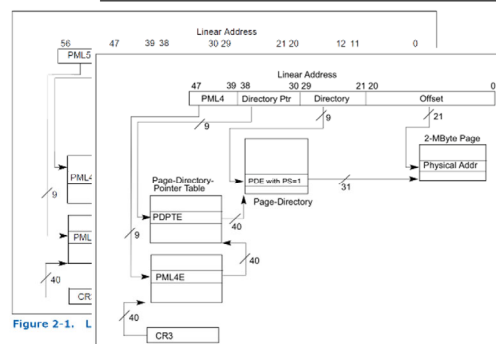 Linear Address
56 47 39 38 30 29 21 20 12 11 0
PML5
PML4
9
PML
40
CR
Figure 2-1. L
Linear Address
47 39 38 30 29 21 20 0
PML4 Directory Ptr Directory Offset
9 9 21
2-MByte Page
Physical Addr
PDE with PS=1
31
Page-Directory
Page-Directory-
Pointer Table
PDPTE
40
9
40
PML4E
40
CR3